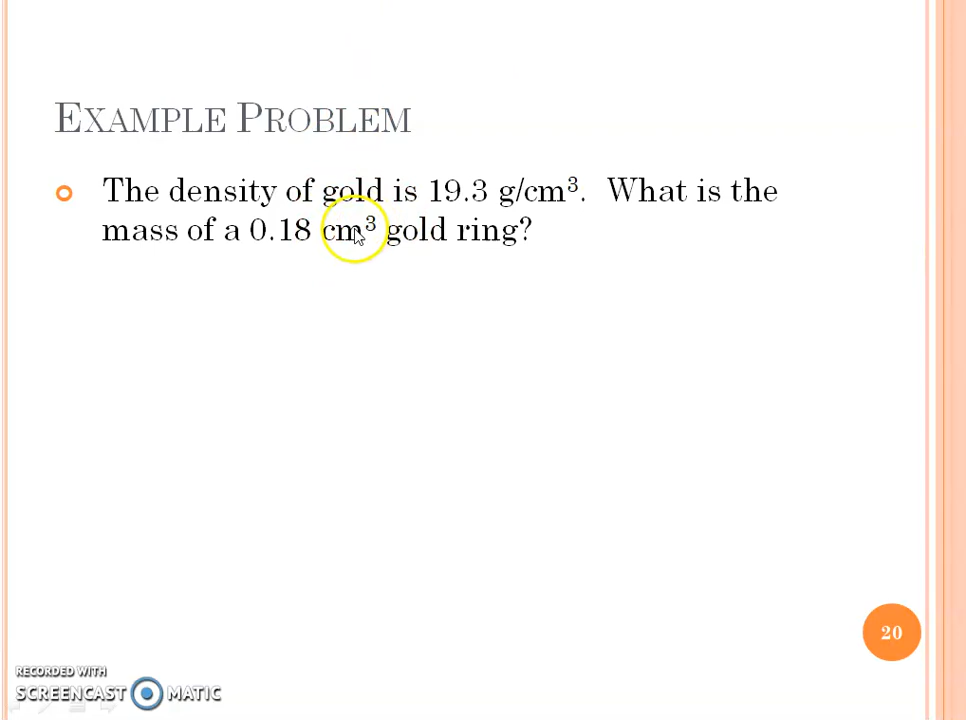 EXAMPLE PROBLEM
The density of gold is 19.3 g/cm³. What is the
mass of a 0.18 cm³ gold ring?
20
RECORDED WITH
SCREENCAST MATIC